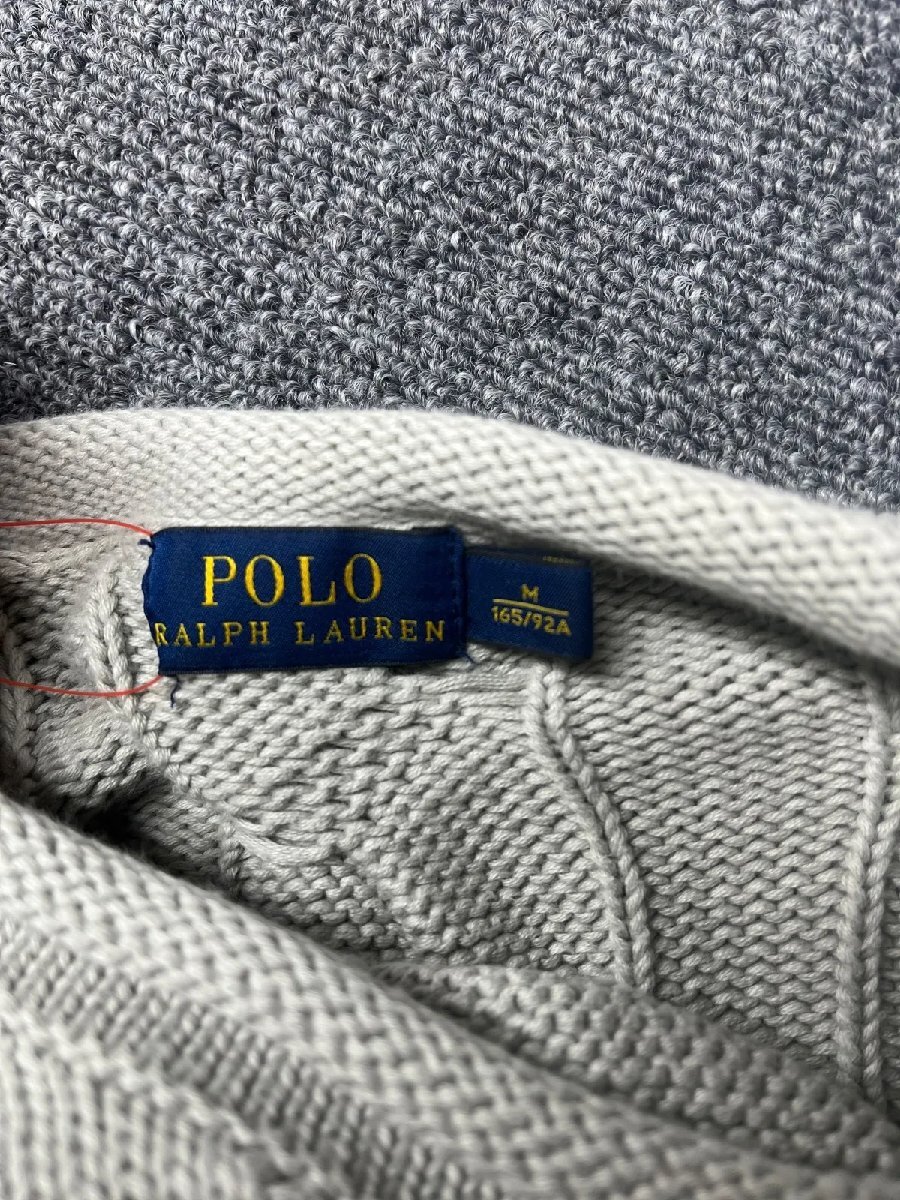 POLO
RALPH LAUREN
M
165/92A